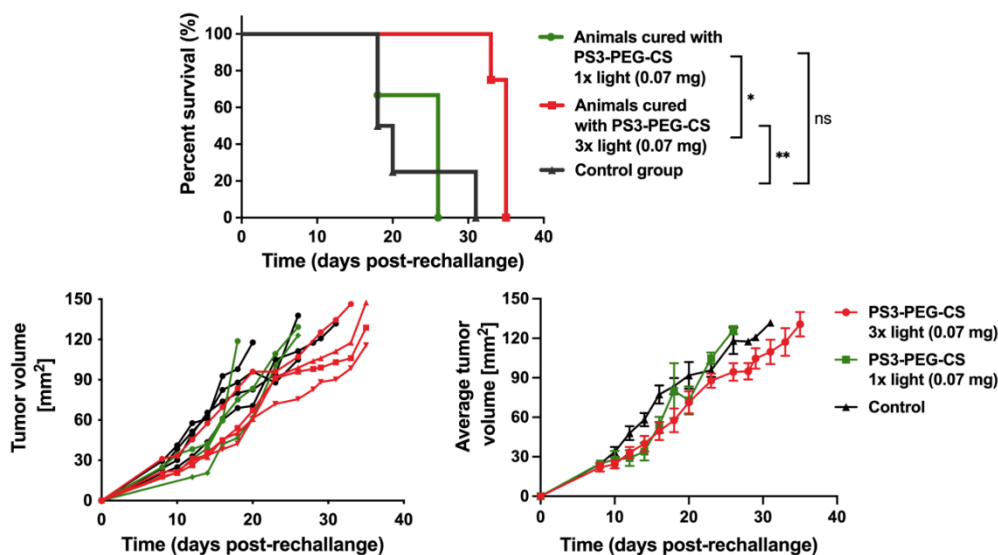 Percent survival (%)
100
80
60
40
20
0
0 10 20 30 40
Time (days post-rechallange)
Animals cured with
PS3-PEG-CS
1x light (0.07 mg)
Animals cured
with PS3-PEG-CS
3x light (0.07 mg)
Control group
*
**
ns
Tumor volume
[mm²]
150
120
90
60
30
0
0 10 20 30 40
Time (days post-rechallange)
Average tumor
volume [mm²]
150
120
90
60
30
0
0 10 20 30 40
Time (days post-rechallange)
PS3-PEG-CS
3x light (0.07 mg)
PS3-PEG-CS
1x light (0.07 mg)
Control